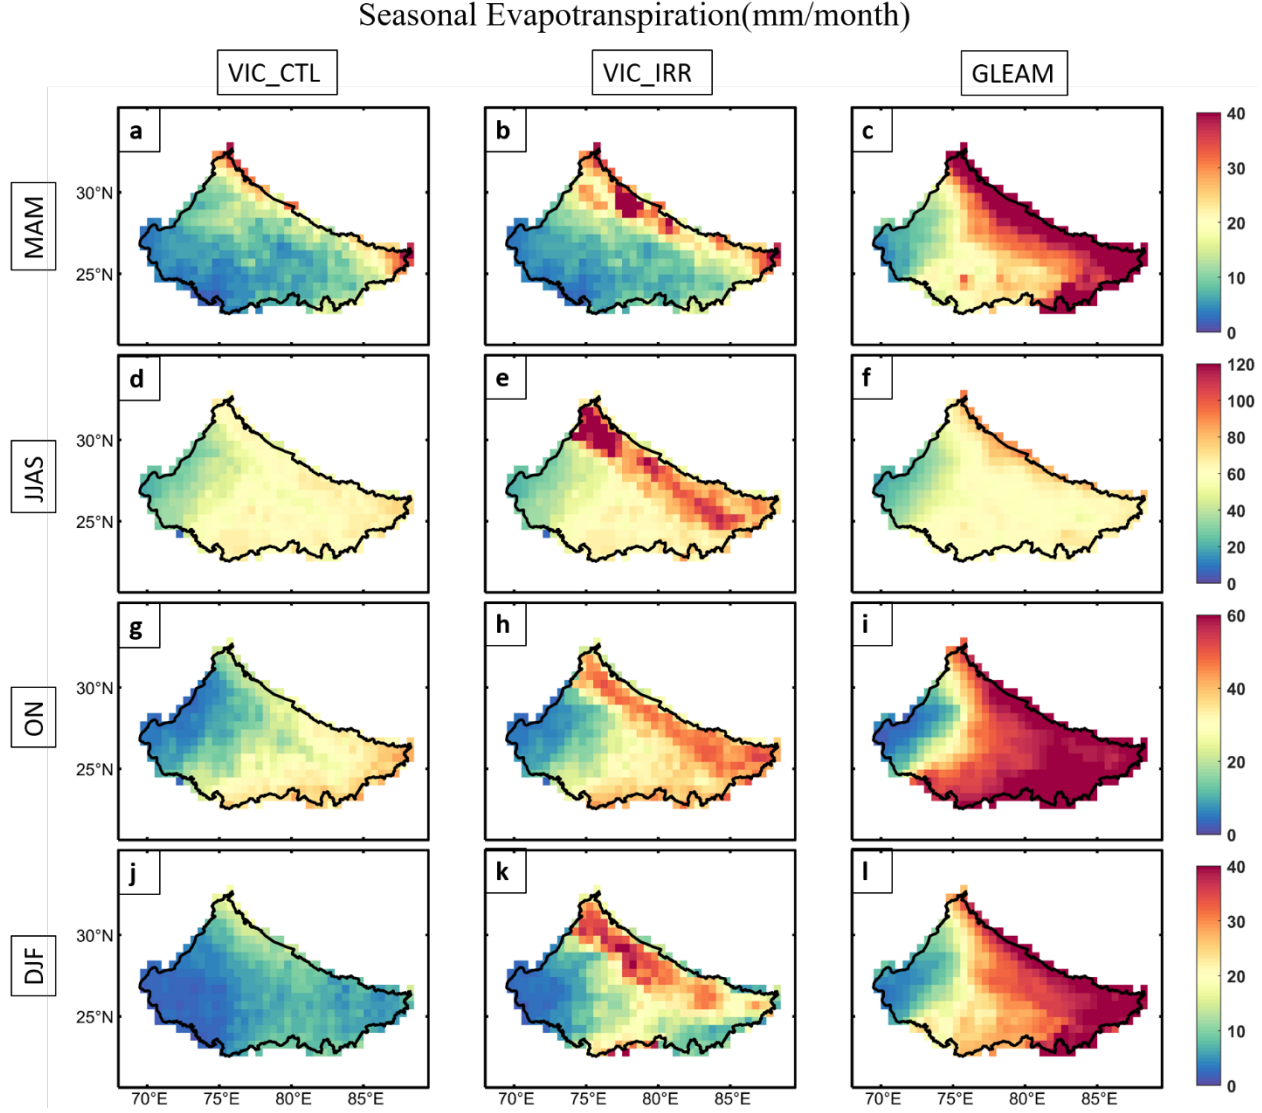 Seasonal Evapotranspiration(mm/month)
VIC_CTL VIC_IRR GLEAM
MAM
a b c
30°N
25°N
40
30
20
10
0
JJAS
d e f
30°N
25°N
120
100
80
60
40
20
0
ON
g h i
30°N
25°N
60
40
20
0
DJF
j k l
30°N
25°N
40
30
20
10
0
70°E 75°E 80°E 85°E 70°E 75°E 80°E 85°E 70°E 75°E 80°E 85°E